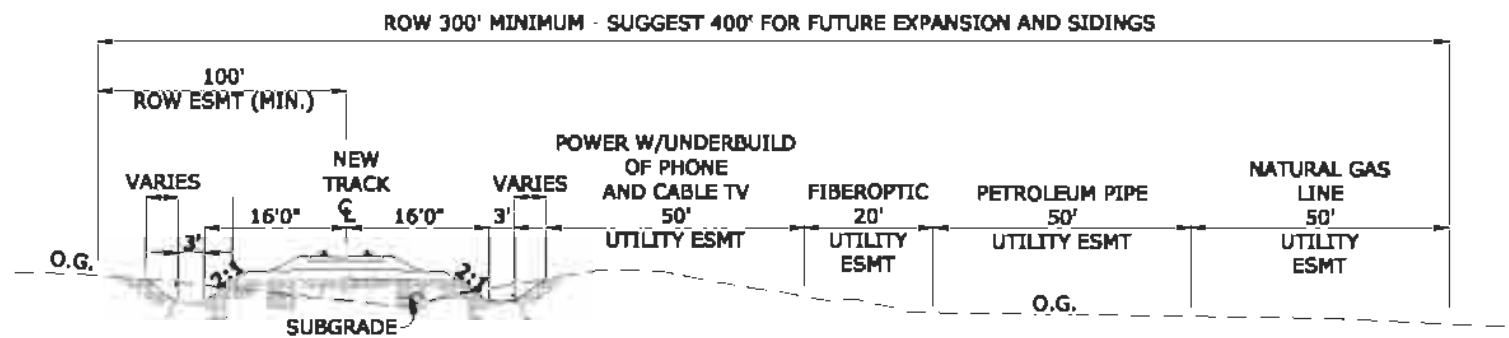 ROW 300' MINIMUM - SUGGEST 400' FOR FUTURE EXPANSION AND SIDINGS
100'
ROW ESMT (MIN.)
VARIES
3'
16'0"
NEW
TRACK
℄
16'0"
VARIES
3'
POWER W/UNDERBUILD
OF PHONE
AND CABLE TV
50'
UTILITY ESMT
FIBEROPTIC
20'
UTILITY
ESMT
PETROLEUM PIPE
50'
UTILITY ESMT
NATURAL GAS
LINE
50'
UTILITY
ESMT
O.G.
2:1
2:1
SUBGRADE
O.G.